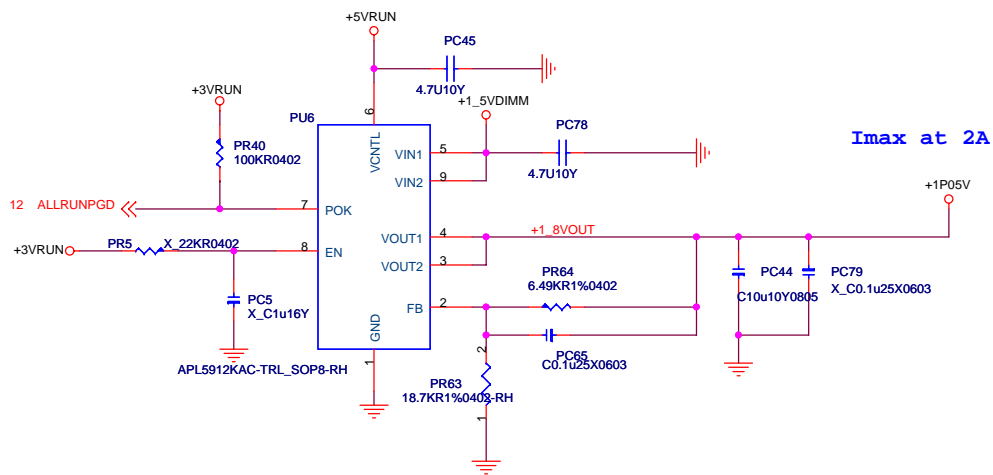 +5VRUN
PC45
4.7U10Y
+3VRUN
+1_5VDIMM
6
PU6
PC78
Imax at 2A
PR40
100KR0402
VCNTL
VIN1
5
4.7U10Y
VIN2
9
+1P05V
12 ALLRUNPGD
7
POK
+3VRUN
PR5
X_22KR0402
8
EN
VOUT1
4
+1_8VOUT
VOUT2
3
PR64
6.49KR1%0402
PC44
C10u10Y0805
PC79
X_C0.1u25X0603
PC5
X_C1u16Y
FB
2
GND
1
PC65
C0.1u25X0603
2
APL5912KAC-TRL_SOP8-RH
PR63
18.7KR1%0402-RH
1